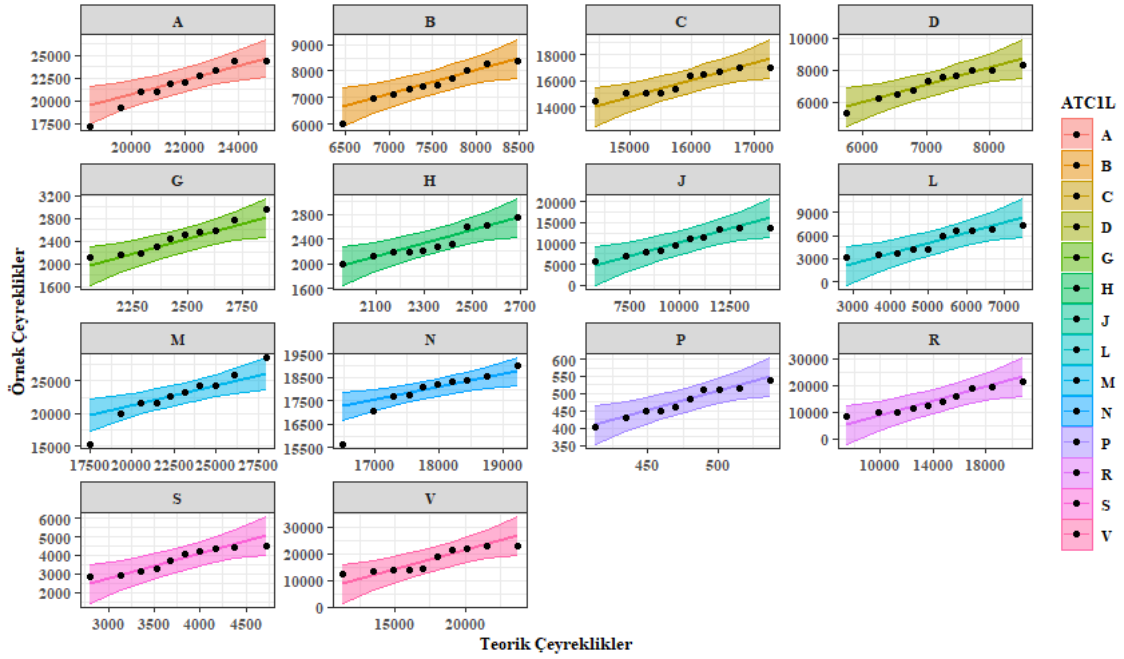 A
B
C
D
25000
22500
20000
17500
20000 22000 24000
9000
8000
7000
6000
6500 7000 7500 8000 8500
18000
16000
14000
15000 16000 17000
10000
8000
6000
6000 7000 8000
G
H
J
L
3200
2800
2400
2000
1600
2250 2500 2750
2800
2400
2000
1600
2100 2300 2500 2700
20000
15000
10000
5000
0
7500 10000 12500
9000
6000
3000
0
3000 4000 5000 6000 7000
M
N
P
R
25000
20000
15000
17500 20000 22500 25000 27500
19500
18500
17500
16500
15500
17000 18000 19000
600
550
500
450
400
350
450 500
30000
20000
10000
0
10000 14000 18000
S
V
6000
5000
4000
3000
2000
3000 3500 4000 4500
30000
20000
10000
0
15000 20000
Örnek Çeyreklikler
Teorik Çeyreklikler
ATC1L
A
B
C
D
G
H
J
L
M
N
P
R
S
V